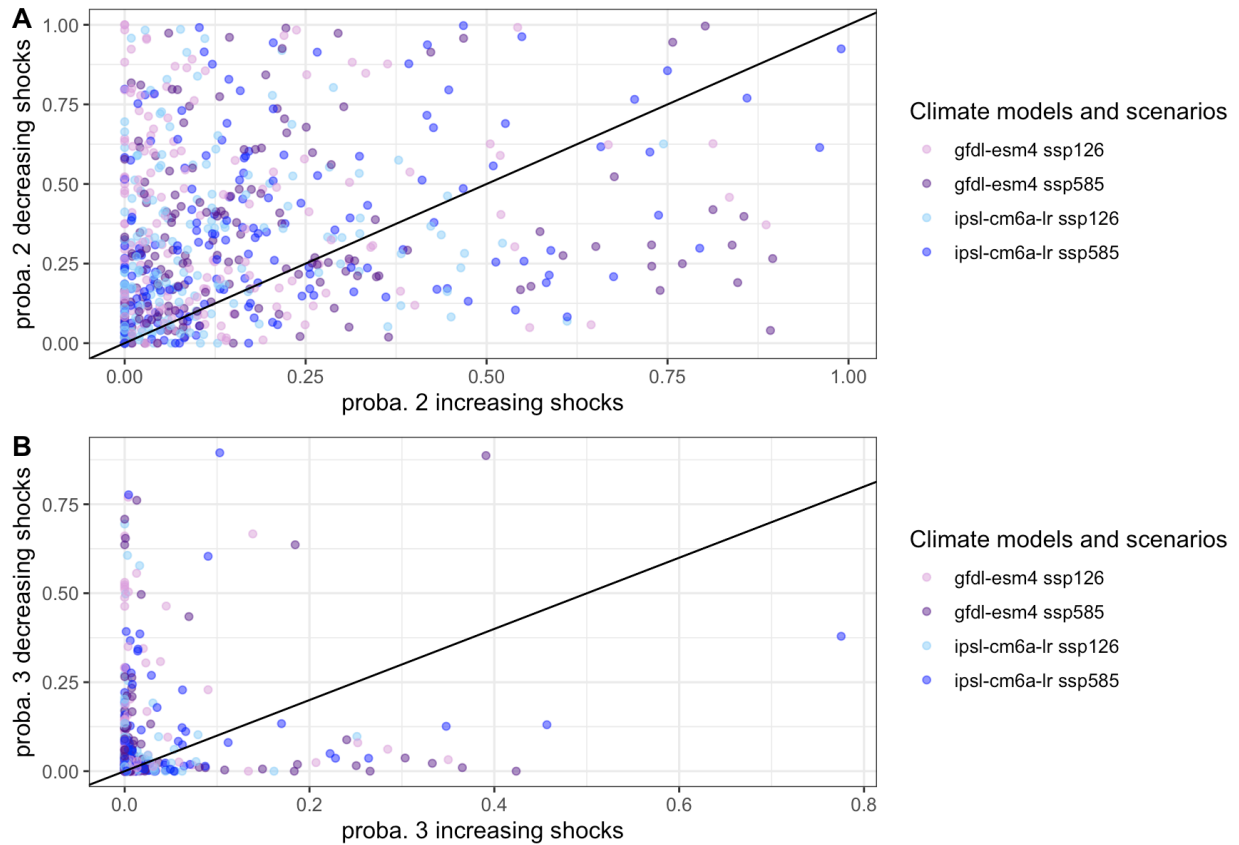 A
proba. 2 decreasing shocks
1.00
0.75
0.50
0.25
0.00
0.00 0.25 0.50 0.75 1.00
proba. 2 increasing shocks
Climate models and scenarios
gfdl-esm4 ssp126
gfdl-esm4 ssp585
ipsl-cm6a-lr ssp126
ipsl-cm6a-lr ssp585
B
proba. 3 decreasing shocks
0.75
0.50
0.25
0.00
0.0 0.2 0.4 0.6 0.8
proba. 3 increasing shocks
Climate models and scenarios
gfdl-esm4 ssp126
gfdl-esm4 ssp585
ipsl-cm6a-lr ssp126
ipsl-cm6a-lr ssp585